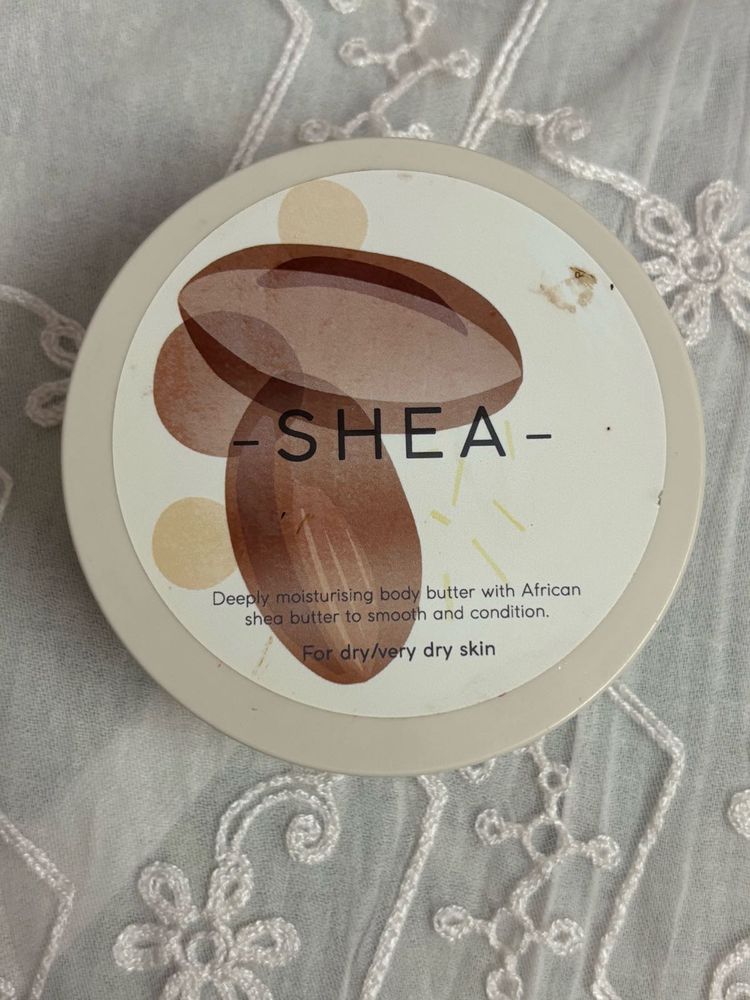 -SHEA-
Deeply moisturising body butter with African
shea butter to smooth and condition.
For dry/very dry skin